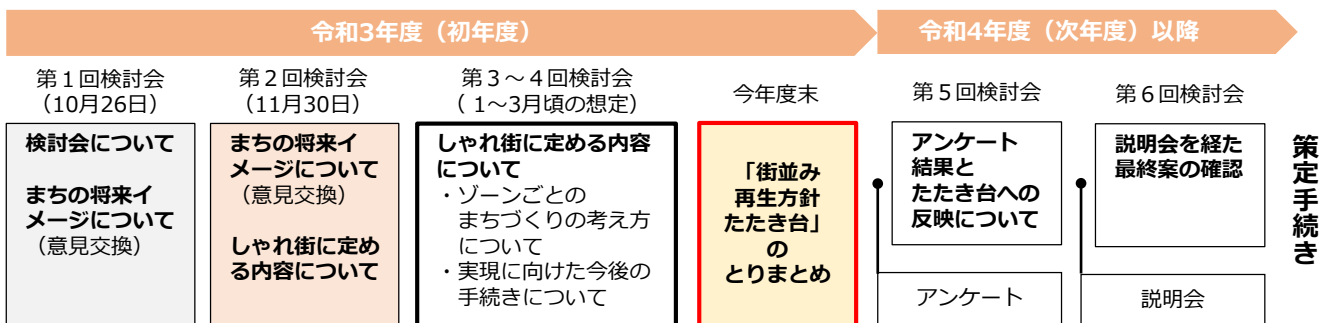 令和3年度（初年度）
令和4年度（次年度）以降
第１回検討会
（10月26日）
検討会について
まちの将来イ
メージについて
（意見交換）
第２回検討会
（11月30日）
まちの将来イ
メージについて
（意見交換）
しゃれ街に定め
る内容について
第３～４回検討会
（ 1～3月頃の想定）
しゃれ街に定める内容
について
・ゾーンごとの
まちづくりの考え方
について
・実現に向けた今後の
手続きについて
今年度末
「街並み
再生方針
たたき台」
の
とりまとめ
第５回検討会
アンケート
結果と
たたき台への
反映について
アンケート
第６回検討会
説明会を経た
最終案の確認
説明会
策定手続き